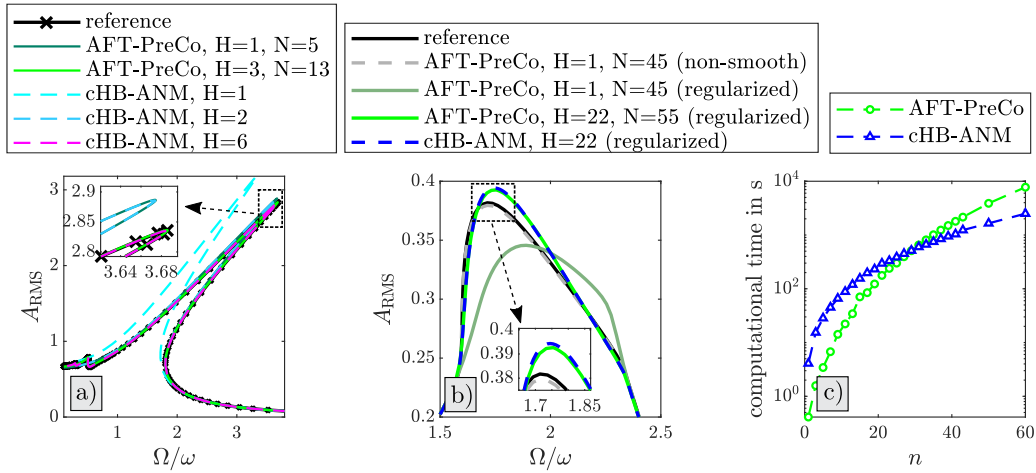 reference
AFT-PreCo, H=1, N=5
AFT-PreCo, H=3, N=13
cHB-ANM, H=1
cHB-ANM, H=2
cHB-ANM, H=6
reference
AFT-PreCo, H=1, N=45 (non-smooth)
AFT-PreCo, H=1, N=45 (regularized)
AFT-PreCo, H=22, N=55 (regularized)
cHB-ANM, H=22 (regularized)
AFT-PreCo
cHB-ANM
A_RMS
3
2
1
0
2.9
2.85
2.8
3.64 3.68
a)
1 2 3
Ω/ω
A_RMS
0.4
0.35
0.3
0.25
0.2
0.4
0.39
0.38
1.7 1.85
b)
1.5 2 2.5
Ω/ω
computational time in s
10^4
10^2
10^0
c)
0 20 40 60
n